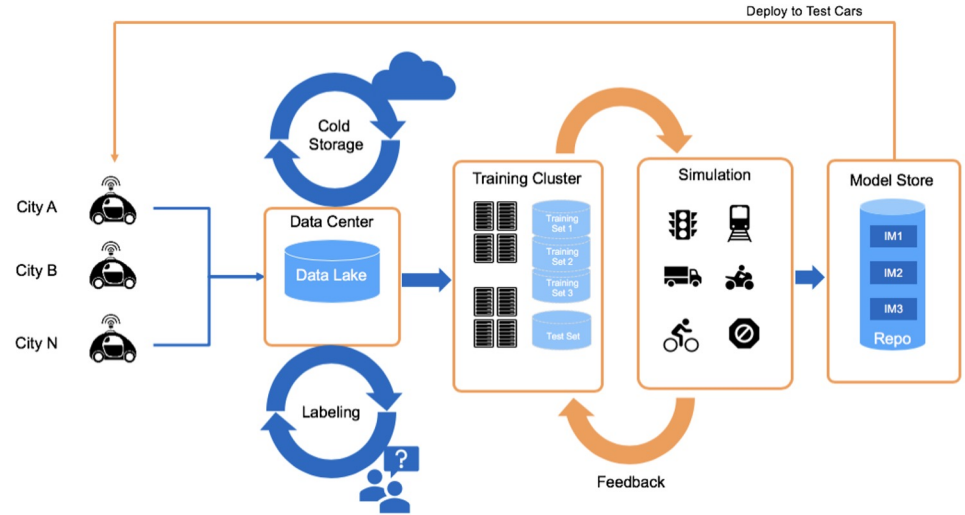 Deploy to Test Cars
City A
City B
City N
Cold
Storage
Data Center
Data Lake
Labeling
?
Training Cluster
Training
Set 1
Training
Set 2
Training
Set 3
Test Set
Simulation
Feedback
Model Store
IM1
IM2
IM3
Repo